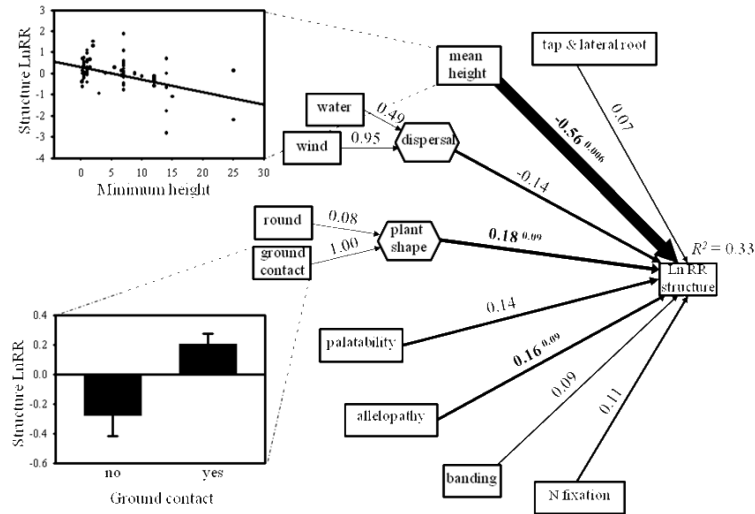 3
2
1
0
-1
-2
-3
-4
Structure LnRR
0 5 10 15 20 25 30
Minimum height
mean
height
tap & lateral root
water
wind
0.49
0.95
dispersal
-0.56 0.006
0.07
-0.14
round
ground
contact
0.08
1.00
plant
shape
0.18 0.09
R² = 0.33
Ln RR
structure
0.4
0.2
0.0
-0.2
-0.4
-0.6
Structure LnRR
no yes
Ground contact
palatability
0.14
allelopathy
0.16 0.09
banding
0.09
N fixation
0.11